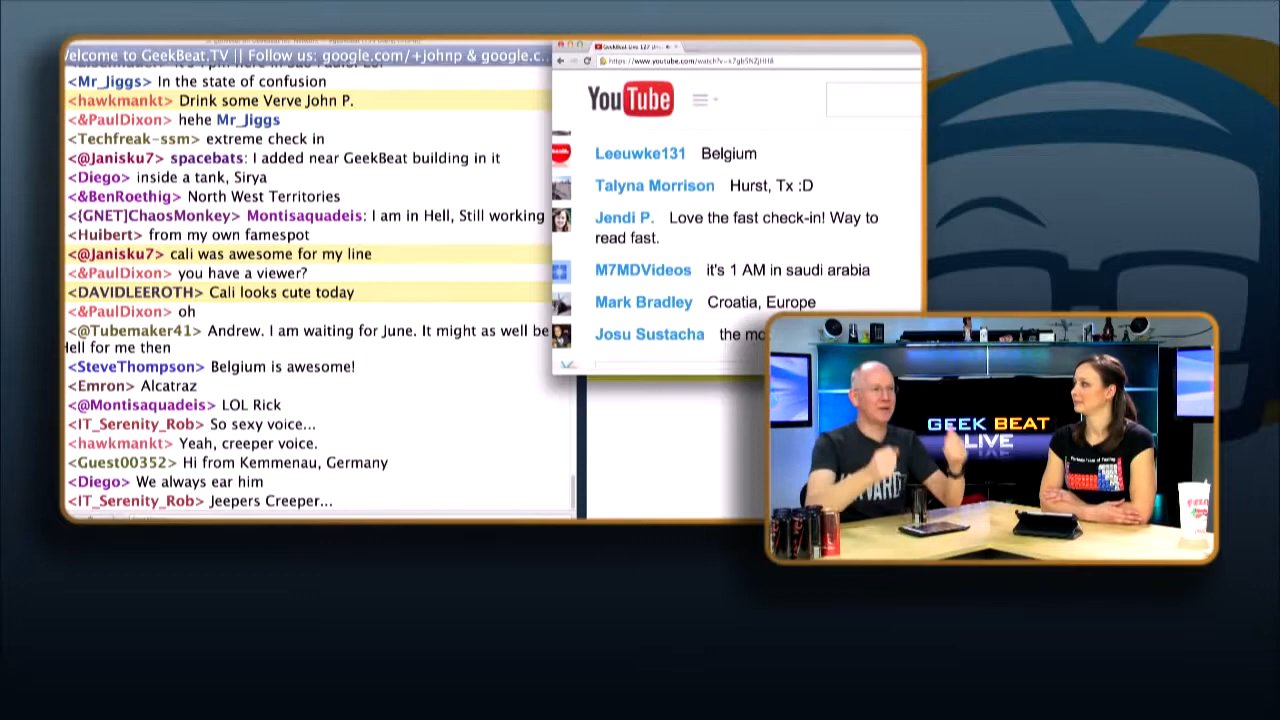 Welcome to GeekBeat.TV || Follow us: google.com/+johnp & google.c...
<Mr_Jiggs> In the state of confusion
<hawkmankt> Drink some Verve John P.
<&PaulDixon> hehe Mr_Jiggs
<Techfreak-ssm> extreme check in
<@Janisku7> spacebats: I added near GeekBeat building in it
<Diego> inside a tank, Sirya
<&BenRoethig> North West Territories
<{GNET}ChaosMonkey> Montisaquadeis: I am in Hell, Still working
<Huibert> from my own famespot
<@Janisku7> cali was awesome for my line
<&PaulDixon> you have a viewer?
<DAVIDLEEROTH> Cali looks cute today
<&PaulDixon> oh
<@Tubemaker41> Andrew. I am waiting for June. It might as well be
Hell for me then
<SteveThompson> Belgium is awesome!
<Emron> Alcatraz
<@Montisaquadeis> LOL Rick
<IT_Serenity_Rob> So sexy voice...
<hawkmankt> Yeah, creeper voice.
<Guest00352> Hi from Kemmenau, Germany
<Diego> We always ear him
<IT_Serenity_Rob> Jeepers Creeper...
YouTube
Leeuwke131 Belgium
Talyna Morrison Hurst, Tx :D
Jendi P. Love the fast check-in! Way to
read fast.
M7MDVideos it's 1 AM in saudi arabia
Mark Bradley Croatia, Europe
Josu Sustacha the mo
GEEK BEAT
LIVE